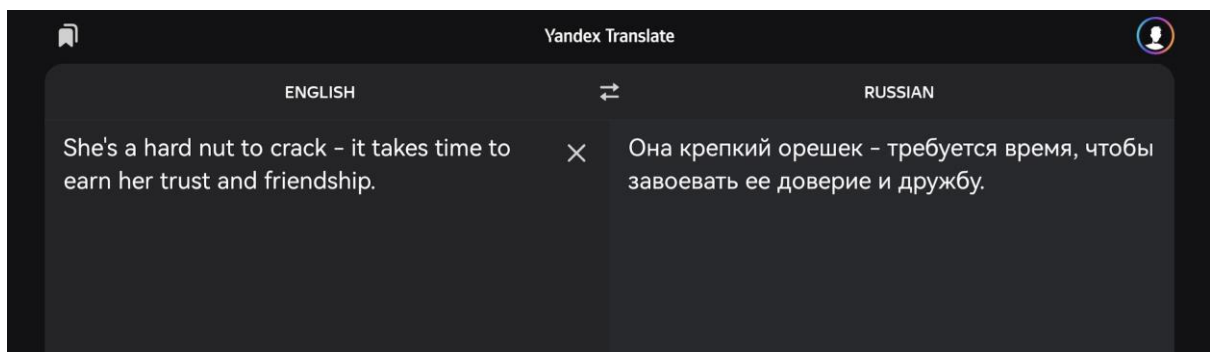 Yandex Translate
ENGLISH
RUSSIAN
She's a hard nut to crack – it takes time to
earn her trust and friendship.
Она крепкий орешек – требуется время, чтобы
завоевать ее доверие и дружбу.